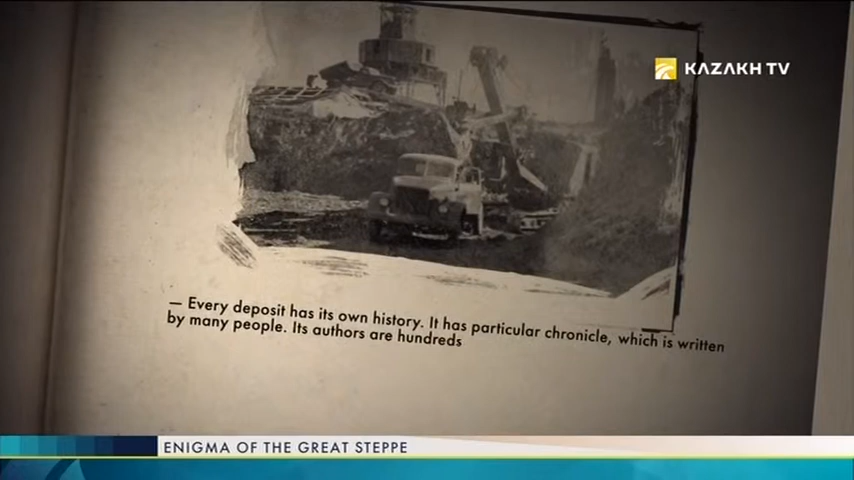 KAZAKH TV
— Every deposit has its own history. It has particular chronicle, which is written
by many people. Its authors are hundreds
ENIGMA OF THE GREAT STEPPE